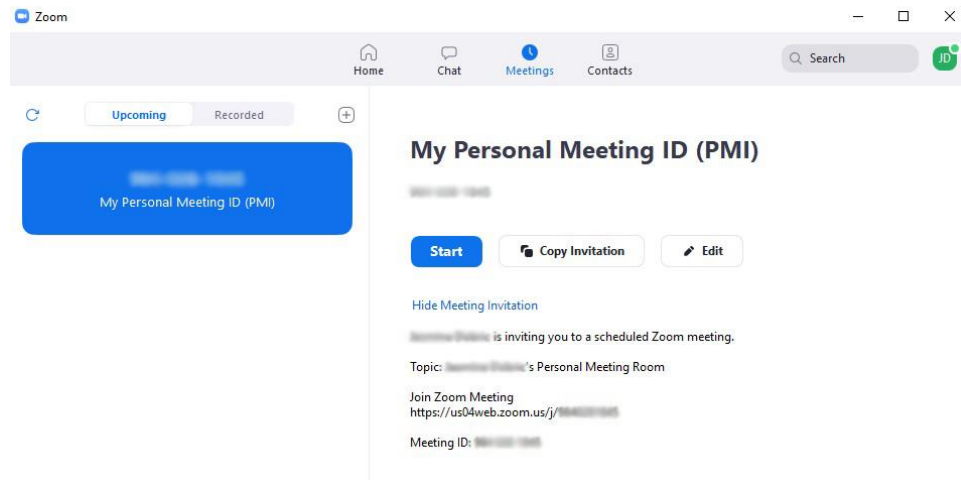 Zoom
Home
Chat
Meetings
Contacts
Search
JD
Upcoming
Recorded
My Personal Meeting ID (PMI)
My Personal Meeting ID (PMI)
Start
Copy Invitation
Edit
Hide Meeting Invitation
is inviting you to a scheduled Zoom meeting.
Topic: 's Personal Meeting Room
Join Zoom Meeting
https://us04web.zoom.us/j/
Meeting ID: